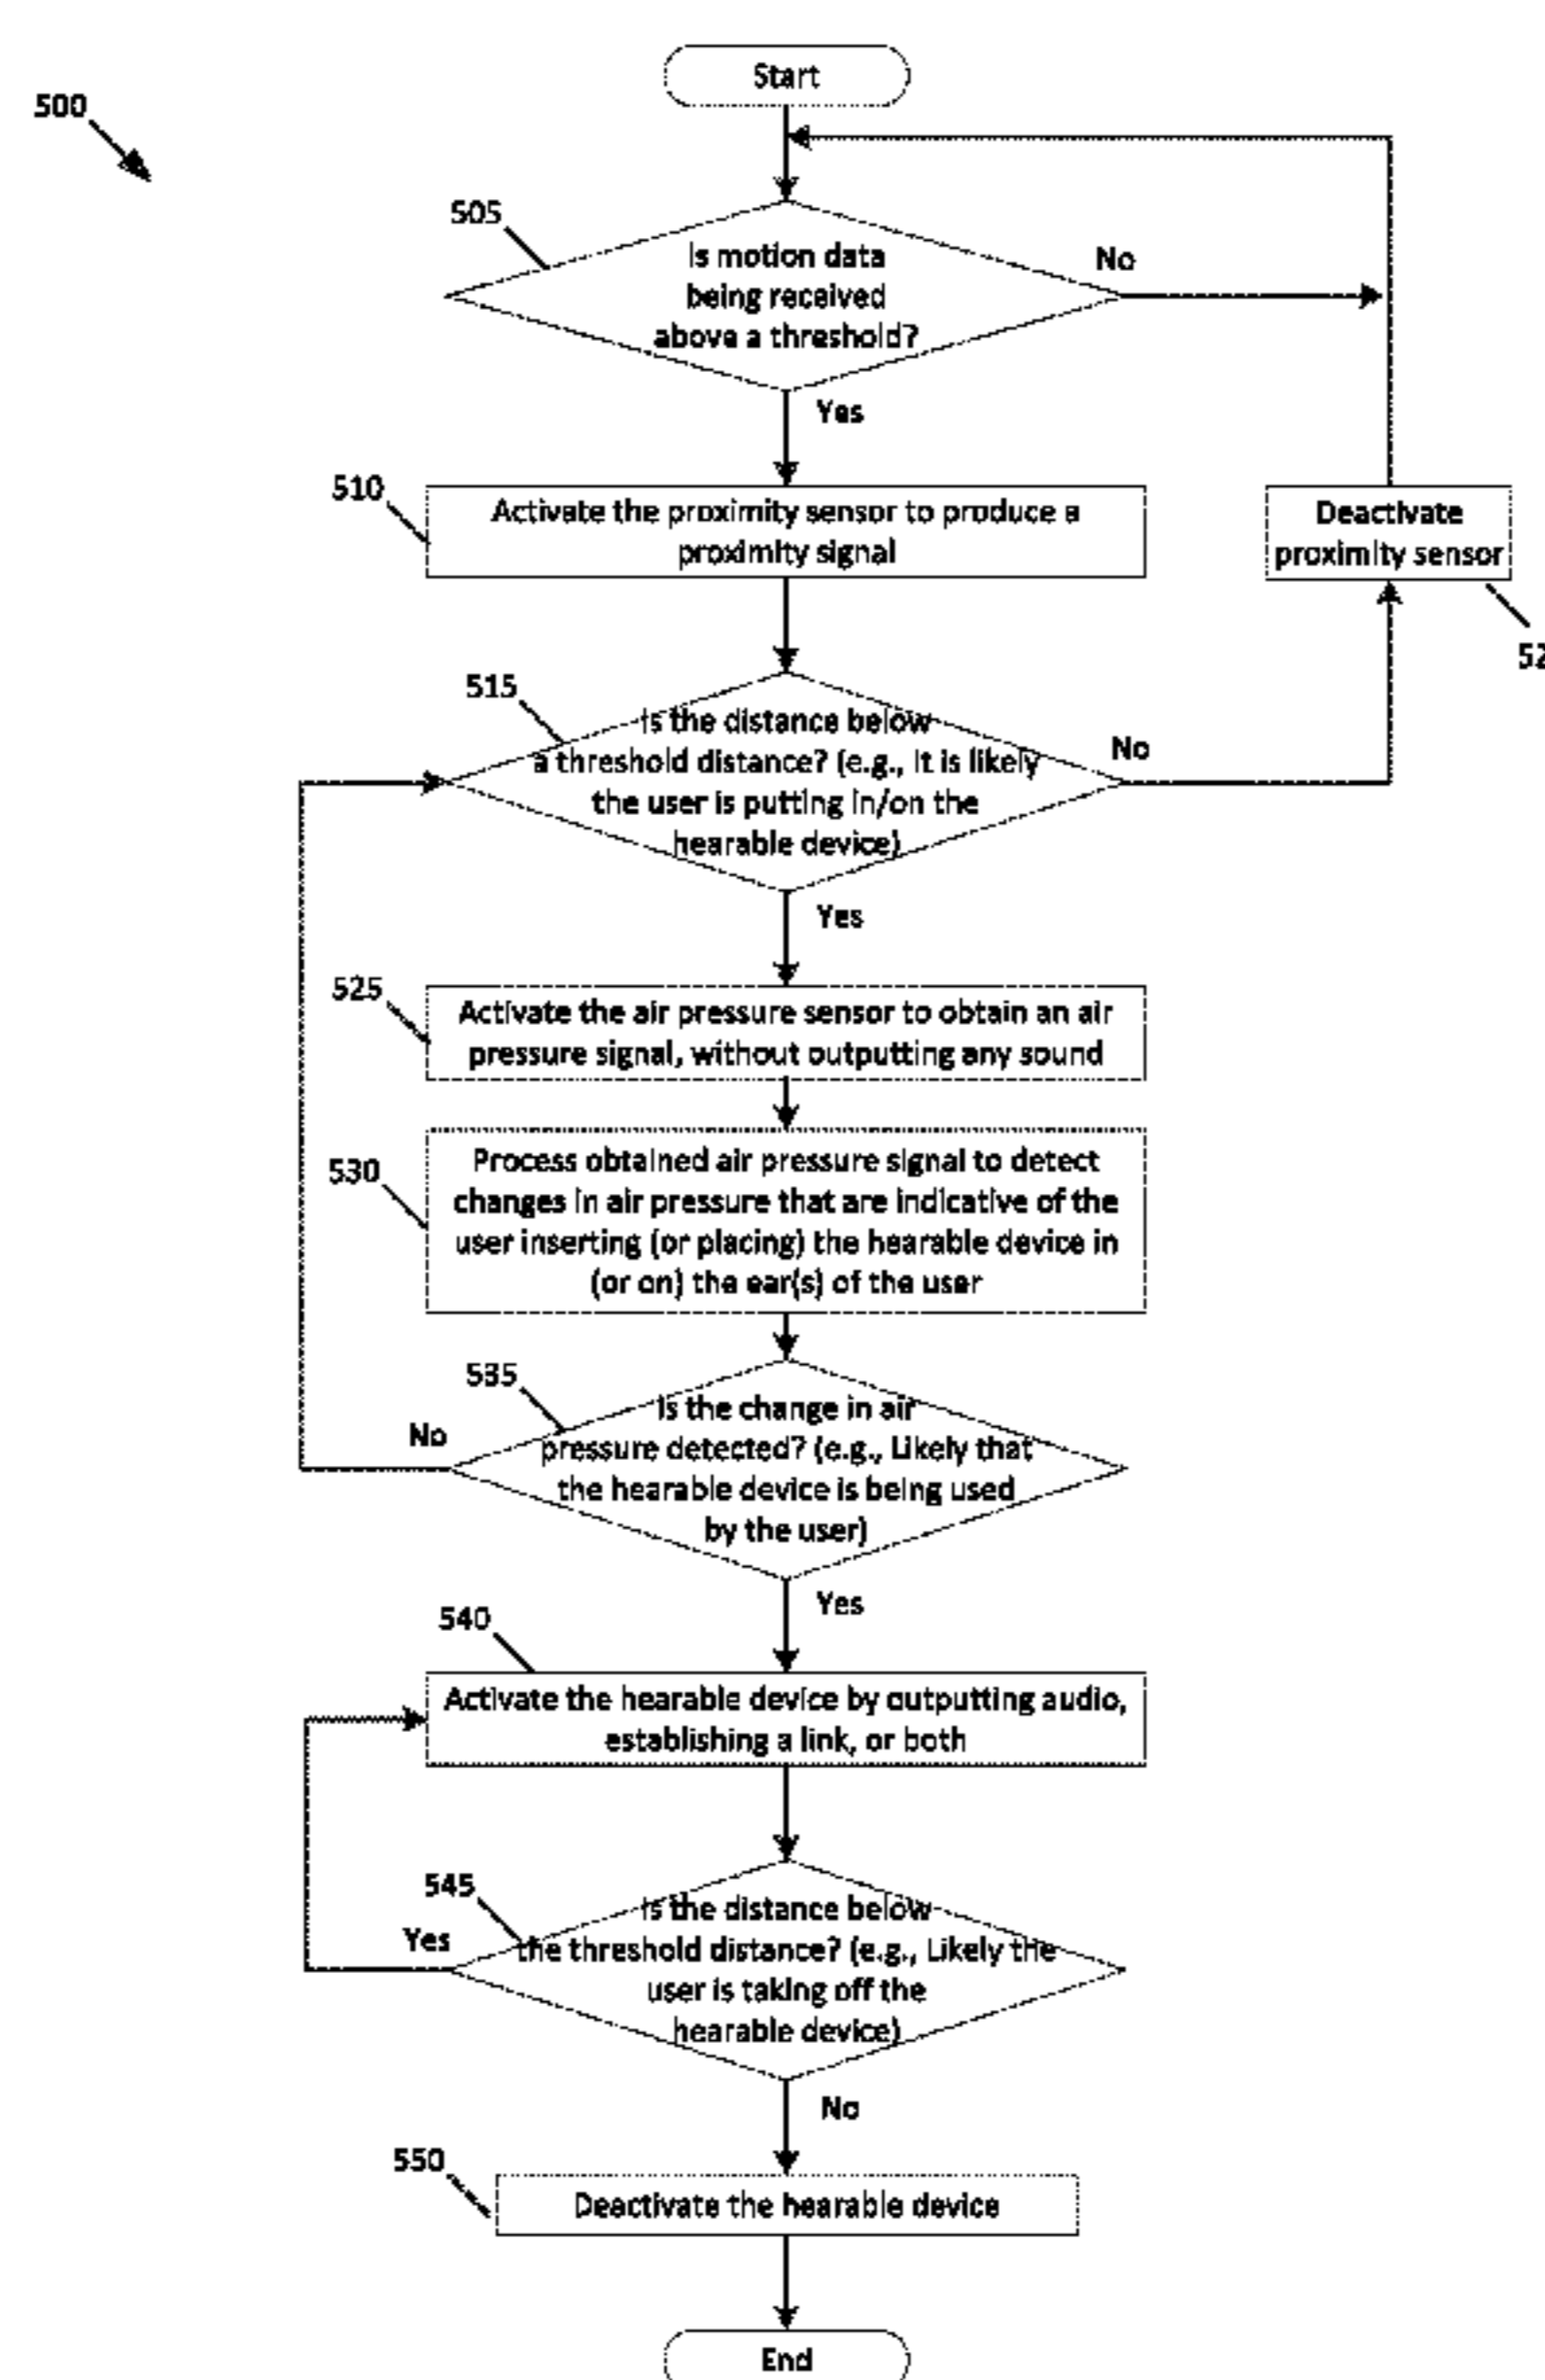 Start
500
505
Is motion data
being received
above a threshold?
No
Yes
510
Activate the proximity sensor to produce a
proximity signal
Deactivate
proximity sensor
52
515
Is the distance below
a threshold distance? (e.g., It is likely
the user is putting in/on the
hearable device)
No
Yes
525
Activate the air pressure sensor to obtain an air
pressure signal, without outputting any sound
530
Process obtained air pressure signal to detect
changes in air pressure that are indicative of the
user inserting (or placing) the hearable device in
(or on) the ear(s) of the user
535
Is the change in air
pressure detected? (e.g., Likely that
the hearable device is being used
by the user)
No
Yes
540
Activate the hearable device by outputting audio,
establishing a link, or both
545
Is the distance below
the threshold distance? (e.g., Likely the
user is taking off the
hearable device)
Yes
No
550
Deactivate the hearable device
End